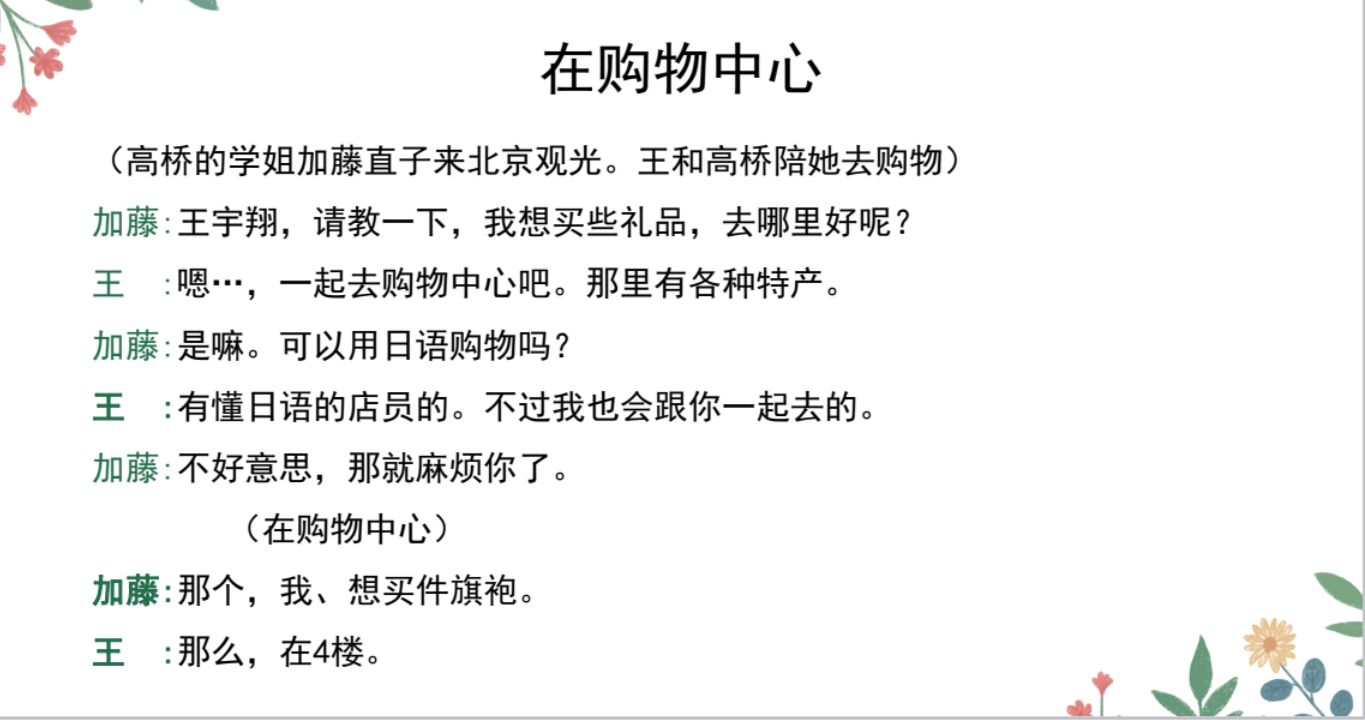 在购物中心
（高桥的学姐加藤直子来北京观光。王和高桥陪她去购物）
加藤：王宇翔，请教一下，我想买些礼品，去哪里好呢？
王　：嗯…，一起去购物中心吧。那里有各种特产。
加藤：是嘛。可以用日语购物吗？
王　：有懂日语的店员的。不过我也会跟你一起去的。
加藤：不好意思，那就麻烦你了。
（在购物中心）
加藤：那个，我、想买件旗袍。
王　：那么，在4楼。